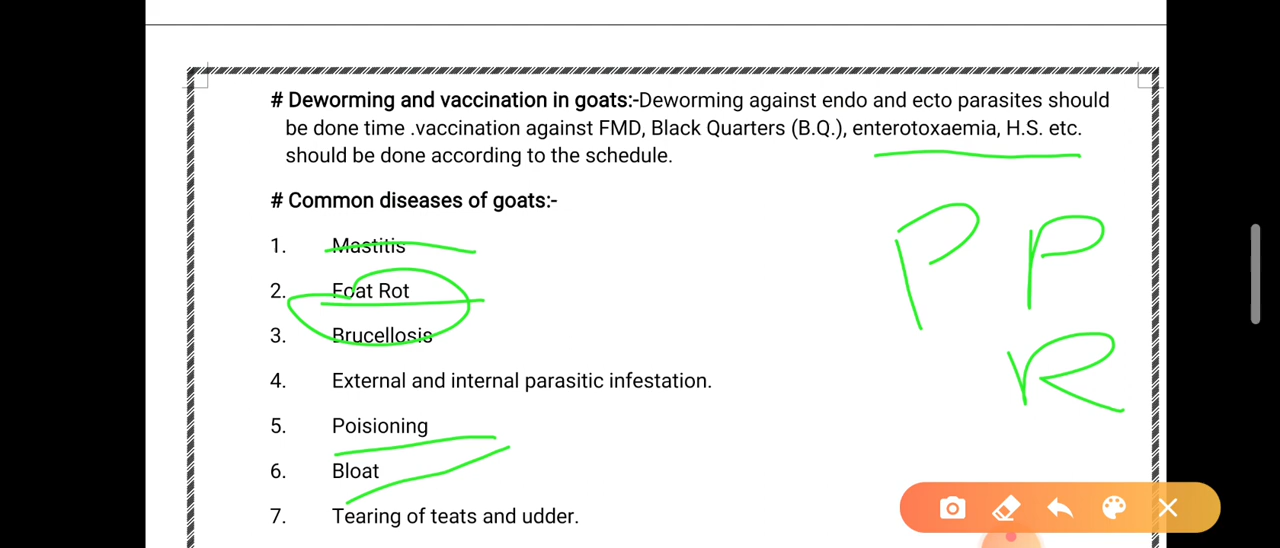 # Deworming and vaccination in goats:-Deworming against endo and ecto parasites should
be done time .vaccination against FMD, Black Quarters (B.Q.), enterotoxaemia, H.S. etc.
should be done according to the schedule.
# Common diseases of goats:-
1. Mastitis
2. Foat Rot
3. Brucellosis
4. External and internal parasitic infestation.
5. Poisioning
6. Bloat
7. Tearing of teats and udder.
P P
R